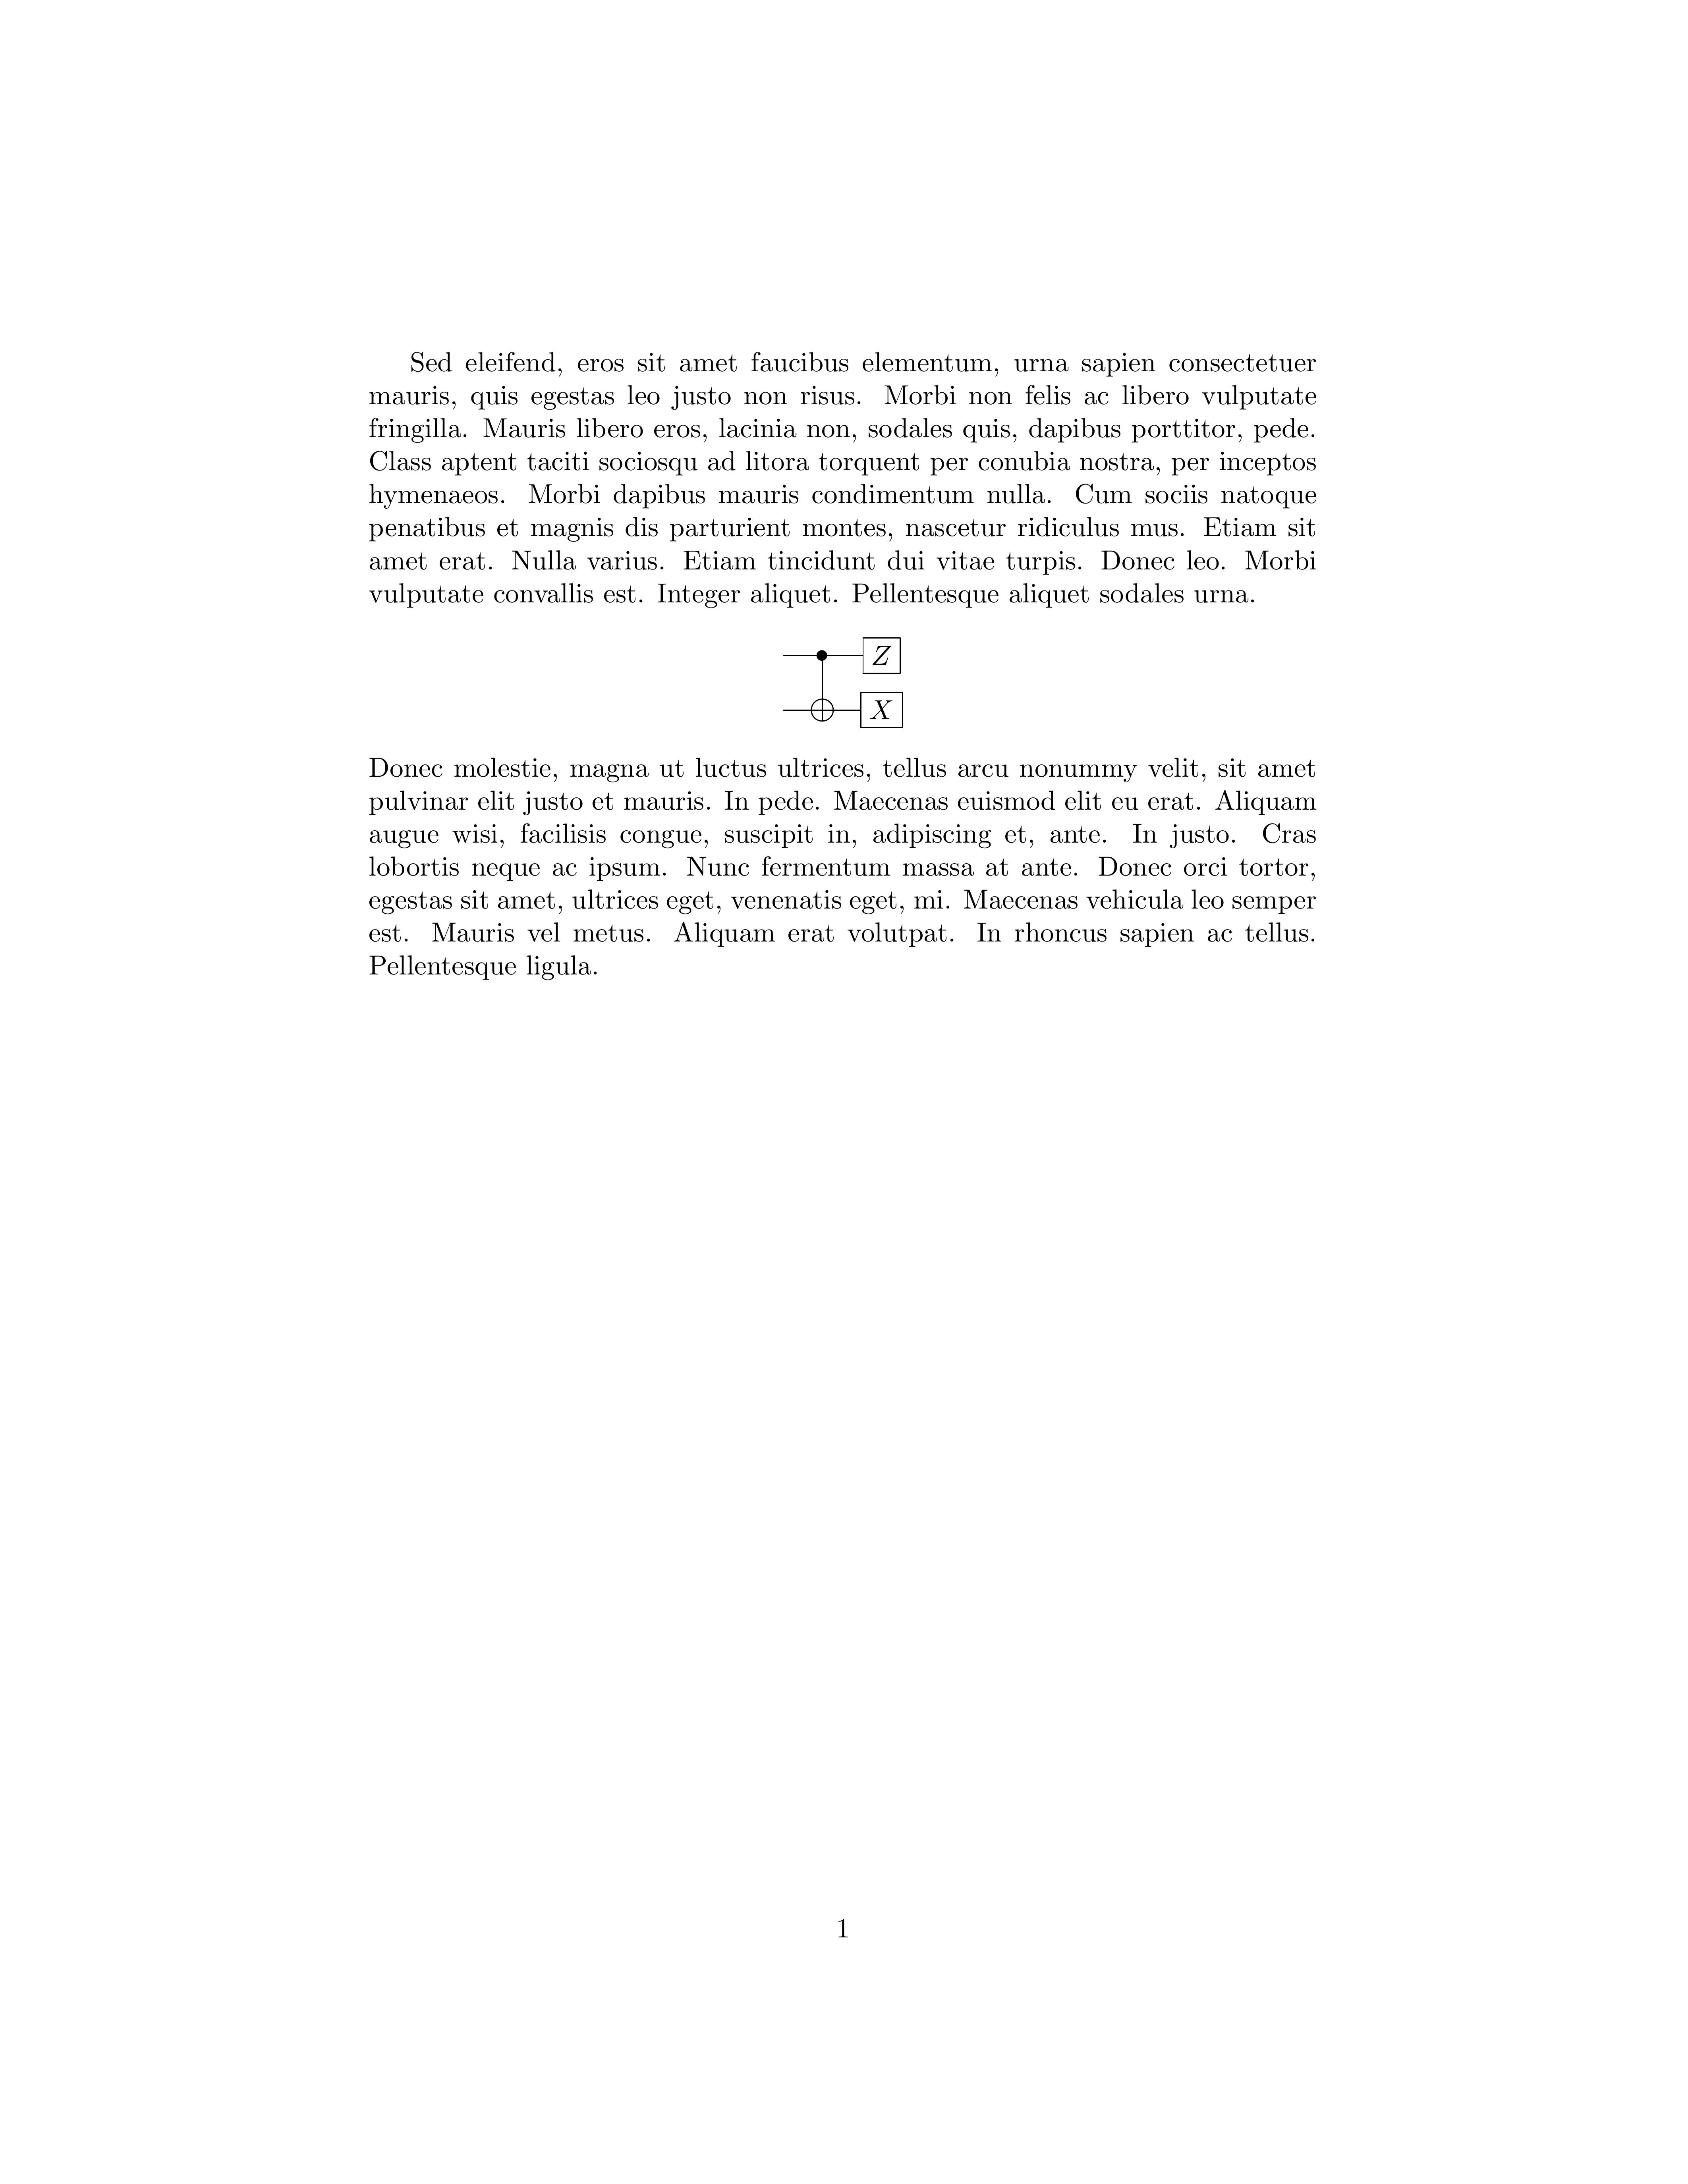 Sed eleifend, eros sit amet faucibus elementum, urna sapien consectetuer
mauris, quis egestas leo justo non risus. Morbi non felis ac libero vulputate
fringilla. Mauris libero eros, lacinia non, sodales quis, dapibus porttitor, pede.
Class aptent taciti sociosqu ad litora torquent per conubia nostra, per inceptos
hymenaeos. Morbi dapibus mauris condimentum nulla. Cum sociis natoque
penatibus et magnis dis parturient montes, nascetur ridiculus mus. Etiam sit
amet erat. Nulla varius. Etiam tincidunt dui vitae turpis. Donec leo. Morbi
vulputate convallis est. Integer aliquet. Pellentesque aliquet sodales urna.
Z
X
Donec molestie, magna ut luctus ultrices, tellus arcu nonummy velit, sit amet
pulvinar elit justo et mauris. In pede. Maecenas euismod elit eu erat. Aliquam
augue wisi, facilisis congue, suscipit in, adipiscing et, ante. In justo. Cras
lobortis neque ac ipsum. Nunc fermentum massa at ante. Donec orci tortor,
egestas sit amet, ultrices eget, venenatis eget, mi. Maecenas vehicula leo semper
est. Mauris vel metus. Aliquam erat volutpat. In rhoncus sapien ac tellus.
Pellentesque ligula.
1